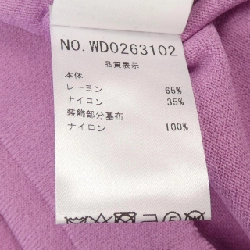 NO. WD0263102
品質表示
本体
レーヨン 65%
ナイロン 35%
装飾部分基布
ナイロン 100%